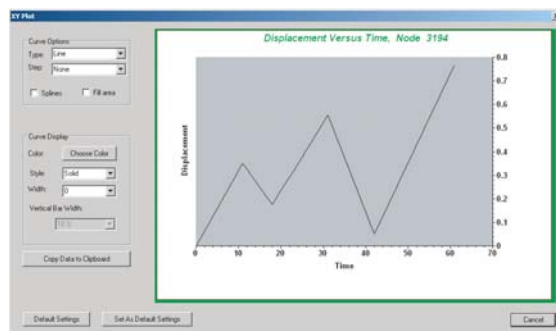 XY Plot
Curve Options
Type: Line
Step: None
Splines Fill area
Curve Display
Color: Choose Color
Style: Solid
Width: 0
Vertical Bar Width:
Copy Data to Clipboard
Default Settings Set As Default Settings
Displacement Versus Time, Node 3194
Displacement
0.8
0.7
0.6
0.5
0.4
0.3
0.2
0.1
0
0 10 20 30 40 50 60 70
Time
Cancel